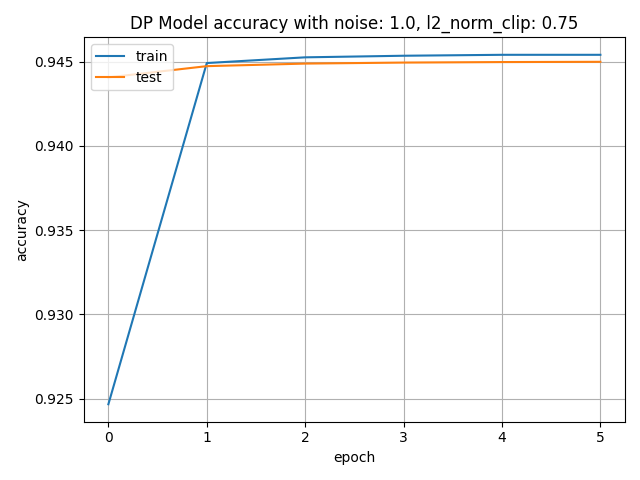 DP Model accuracy with noise: 1.0, l2_norm_clip: 0.75
train
test
0.945
0.940
0.935
0.930
0.925
accuracy
0 1 2 3 4 5
epoch